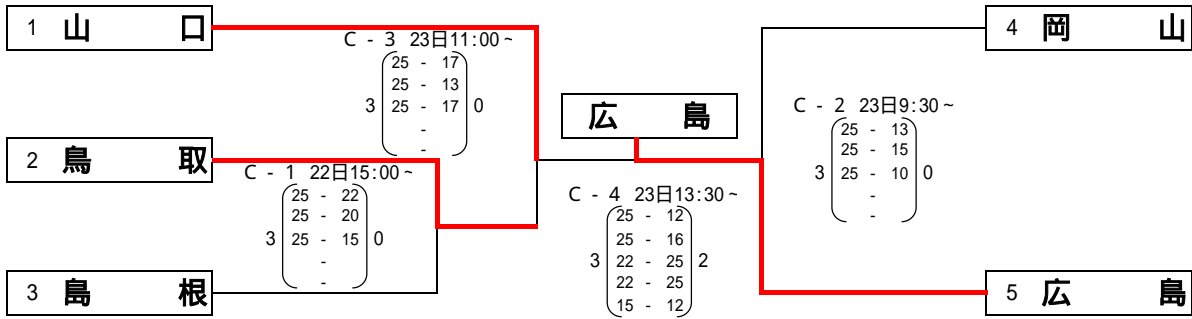 1 山 口
C - 3 23日11:00~
25 - 17
25 - 13
3 25 - 17 0
-
-
2 鳥 取
C - 1 22日15:00~
25 - 22
25 - 20
3 25 - 15 0
-
-
3 島 根
広 島
C - 4 23日13:30~
25 - 12
25 - 16
3 22 - 25 2
22 - 25
15 - 12
4 岡 山
C - 2 23日9:30~
25 - 13
25 - 15
3 25 - 10 0
-
-
5 広 島